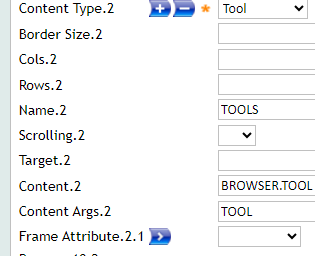 Content Type.2 * Tool
Border Size.2
Cols.2
Rows.2
Name.2 TOOLS
Scrolling.2
Target.2
Content.2 BROWSER.TOOL
Content Args.2 TOOL
Frame Attribute.2.1